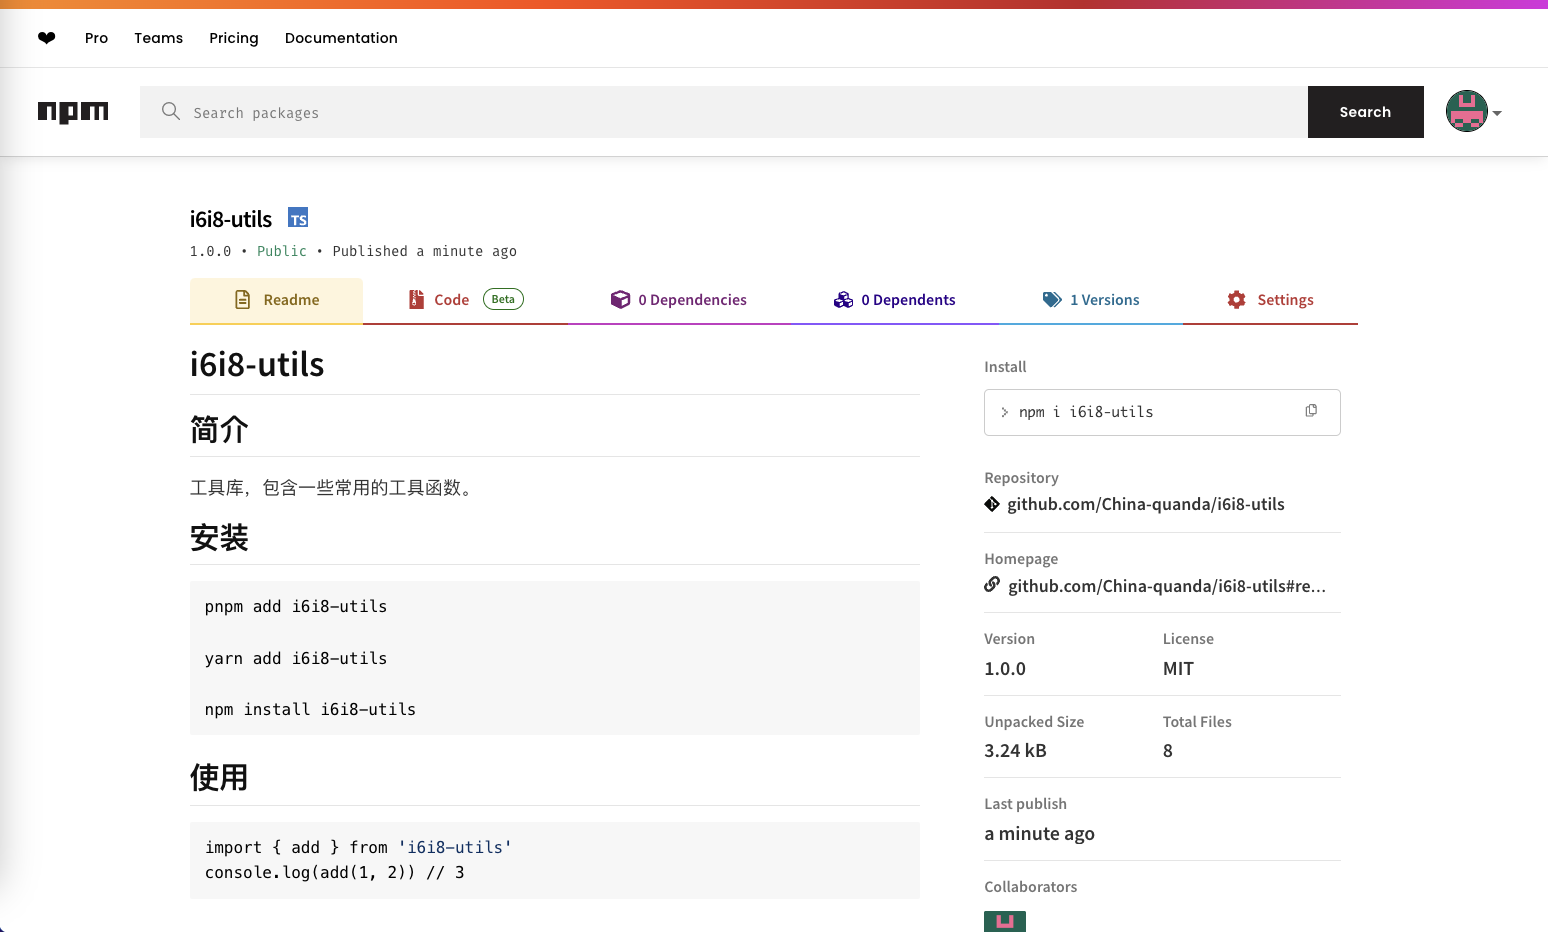 Pro Teams Pricing Documentation
npm Search packages Search
i6i8-utils TS
1.0.0 • Public • Published a minute ago
Readme Code Beta 0 Dependencies 0 Dependents 1 Versions Settings
i6i8-utils
简介
工具库，包含一些常用的工具函数。
安装
pnpm add i6i8-utils
yarn add i6i8-utils
npm install i6i8-utils
使用
import { add } from 'i6i8-utils'
console.log(add(1, 2)) // 3
Install
> npm i i6i8-utils
Repository
github.com/China-quanda/i6i8-utils
Homepage
github.com/China-quanda/i6i8-utils#re...
Version License
1.0.0 MIT
Unpacked Size Total Files
3.24 kB 8
Last publish
a minute ago
Collaborators